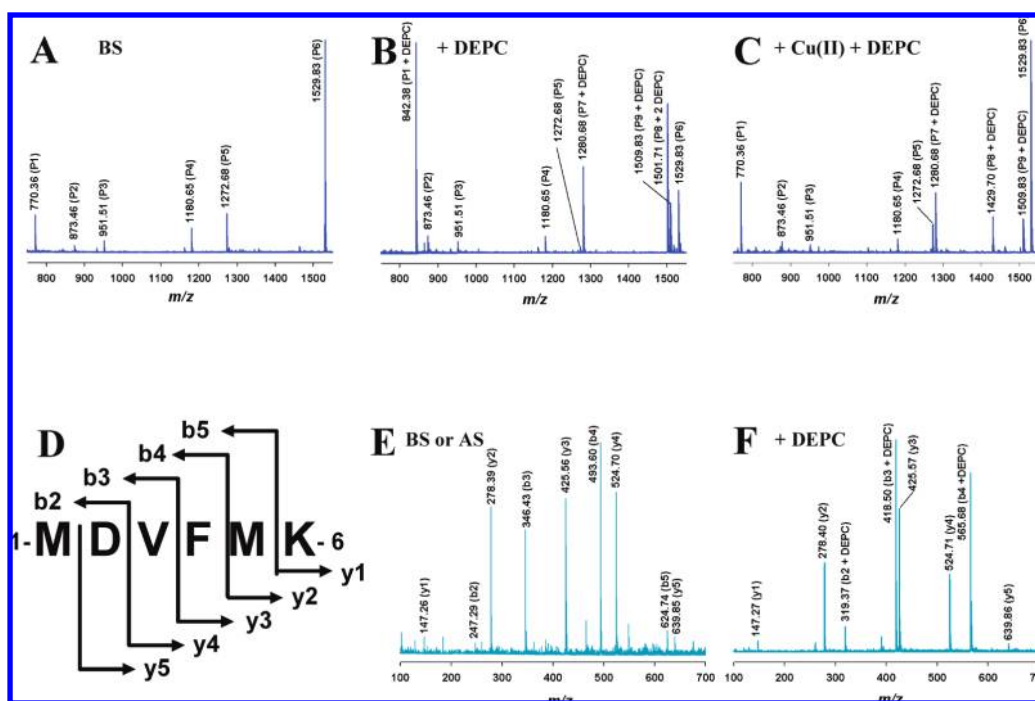 A BS
770.36 (P1)
873.46 (P2)
951.51 (P3)
1180.65 (P4)
1272.68 (P5)
1529.83 (P6)
800 900 1000 1100 1200 1300 1400 1500
m/z
B + DEPC
842.38 (P1 + DEPC)
873.46 (P2)
951.51 (P3)
1180.65 (P4)
1272.68 (P5)
1280.68 (P7 + DEPC)
1509.83 (P9 + DEPC)
1501.71 (P8 + 2 DEPC)
1529.83 (P6)
800 900 1000 1100 1200 1300 1400 1500
m/z
C + Cu(II) + DEPC
770.36 (P1)
873.46 (P2)
951.51 (P3)
1180.65 (P4)
1272.68 (P5)
1280.68 (P7 + DEPC)
1429.70 (P8 + DEPC)
1509.83 (P9 + DEPC)
1529.83 (P6
800 900 1000 1100 1200 1300 1400 1500
m/z
D
b5
b4
b3
b2
1-MDVFMK-6
y1
y2
y3
y4
y5
E BS or AS
147.26 (y1)
247.29 (b2)
278.39 (y2)
346.43 (b3)
425.56 (y3)
493.60 (b4)
524.70 (y4)
624.74 (b5)
639.85 (y5)
100 200 300 400 500 600 700
m/z
F + DEPC
147.27 (y1)
278.40 (y2)
319.37 (b2 + DEPC)
418.50 (b3 + DEPC)
425.57 (y3)
524.71 (y4)
565.68 (b4 +DEPC)
639.86 (y5)
100 200 300 400 500 600
m/z